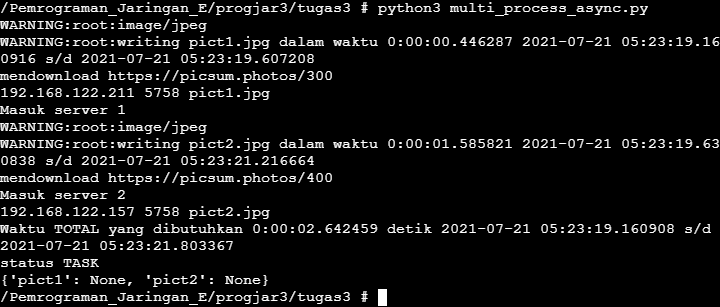 /Pemrograman_Jaringan_E/progjar3/tugas3 # python3 multi_process_async.py
WARNING:root:image/jpeg
WARNING:root:writing pict1.jpg dalam waktu 0:00:00.446287 2021-07-21 05:23:19.16
0916 s/d 2021-07-21 05:23:19.607208
mendownload https://picsum.photos/300
192.168.122.211 5758 pict1.jpg
Masuk server 1
WARNING:root:image/jpeg
WARNING:root:writing pict2.jpg dalam waktu 0:00:01.585821 2021-07-21 05:23:19.63
0838 s/d 2021-07-21 05:23:21.216664
mendownload https://picsum.photos/400
Masuk server 2
192.168.122.157 5758 pict2.jpg
Waktu TOTAL yang dibutuhkan 0:00:02.642459 detik 2021-07-21 05:23:19.160908 s/d
2021-07-21 05:23:21.803367
status TASK
{'pict1': None, 'pict2': None}
/Pemrograman_Jaringan_E/progjar3/tugas3 #